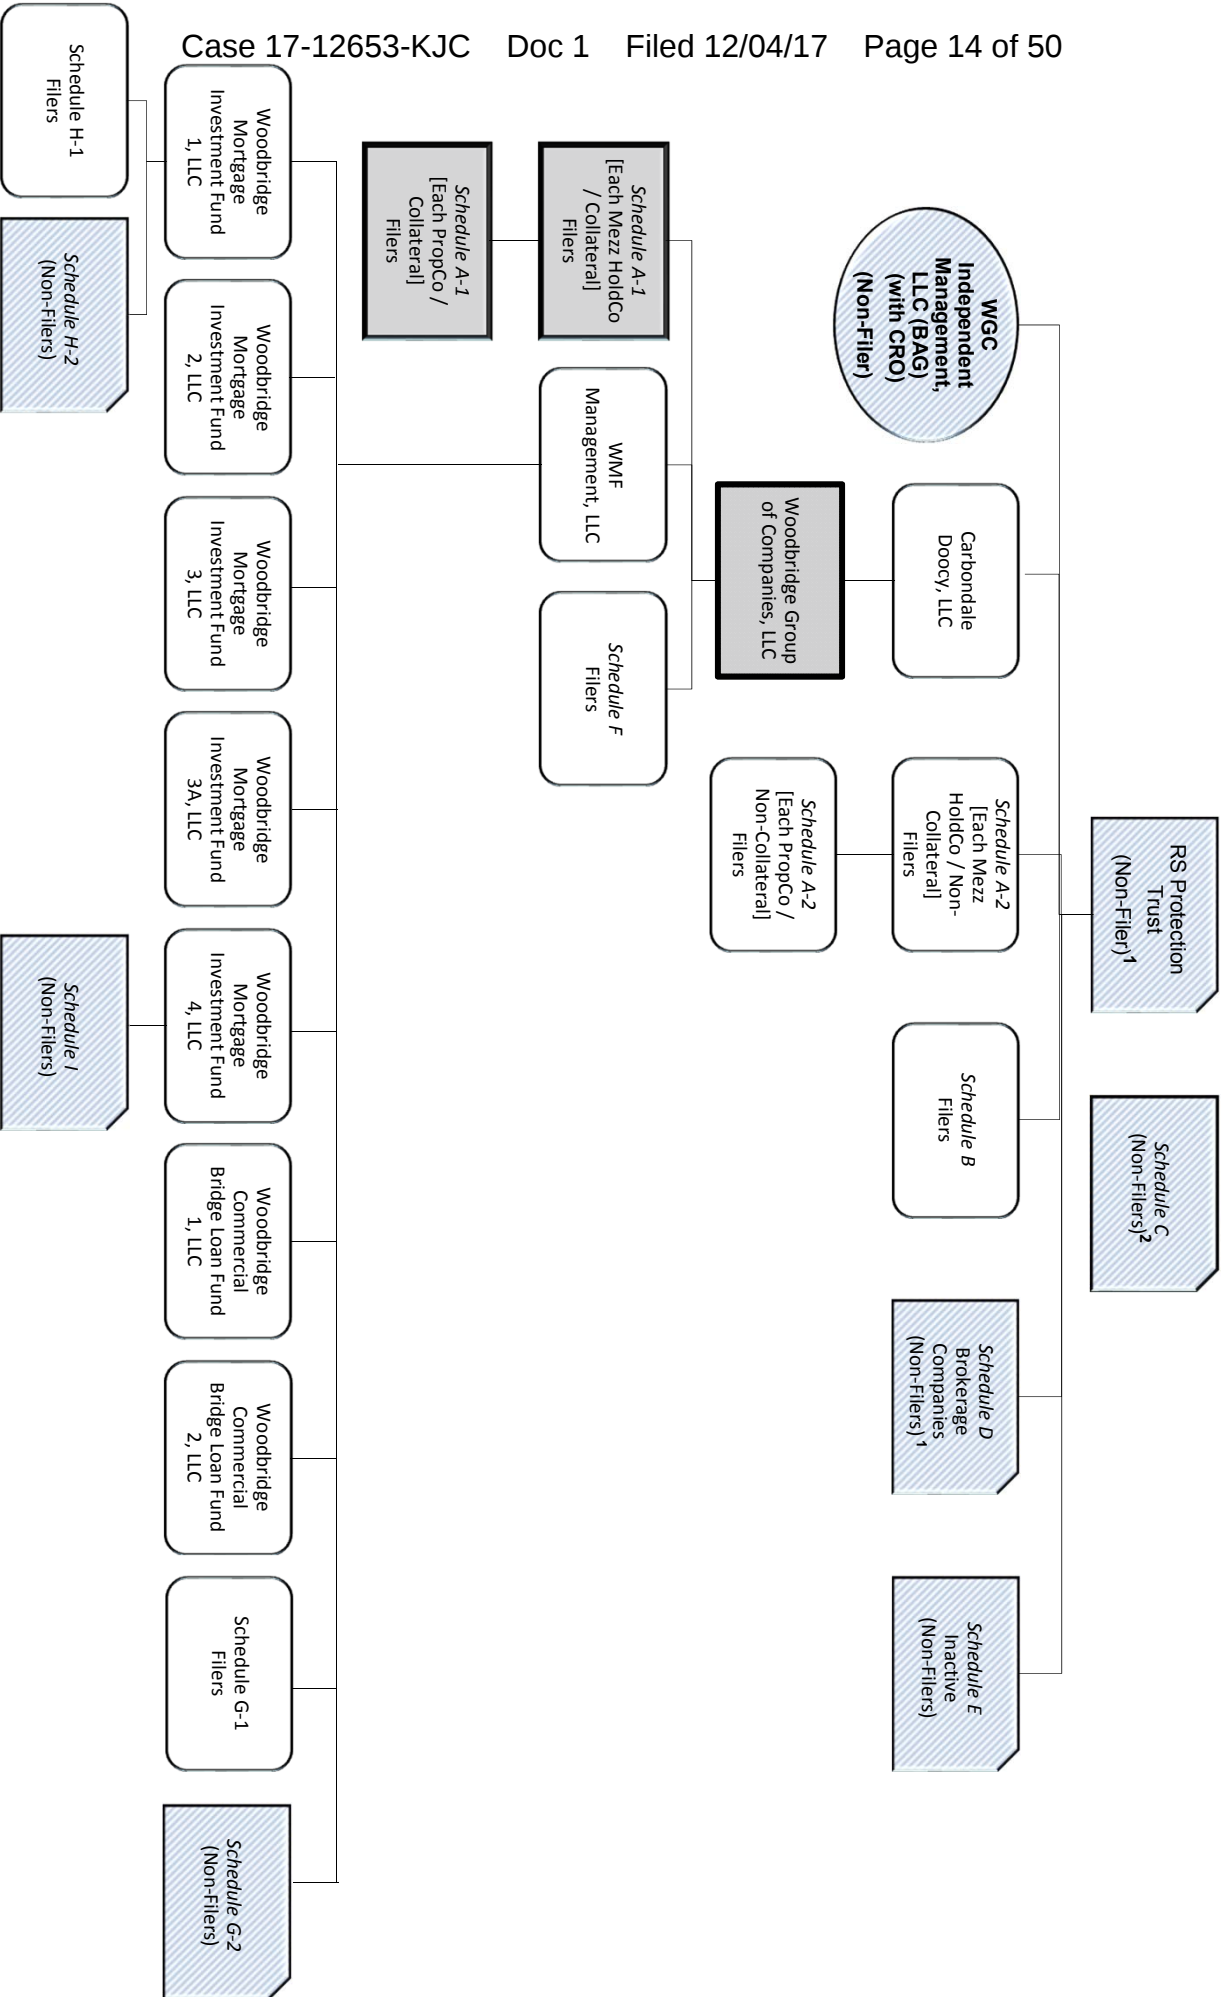 Case 17-12653-KJC Doc 1 Filed 12/04/17 Page 14 of 50
RS Protection
Trust
(Non-Filer)¹
Schedule C
(Non-Filers)²
WGC
Independent
Management,
LLC (BAG)
(with CRO)
(Non-Filer)
Carbondale
Doocy, LLC
Schedule A-2
[Each Mezz
HoldCo / Non-
Collateral]
Filers
Schedule B
Filers
Schedule D
Brokerage
Companies
(Non-Filers) ¹
Schedule E
Inactive
(Non-Filers)
Woodbridge Group
of Companies, LLC
Schedule A-2
[Each PropCo /
Non-Collateral]
Filers
Schedule A-1
[Each Mezz HoldCo
/ Collateral]
Filers
WMF
Management, LLC
Schedule F
Filers
Schedule A-1
[Each PropCo /
Collateral]
Filers
Woodbridge
Mortgage
Investment Fund
1, LLC
Woodbridge
Mortgage
Investment Fund
2, LLC
Woodbridge
Mortgage
Investment Fund
3, LLC
Woodbridge
Mortgage
Investment Fund
3A, LLC
Woodbridge
Mortgage
Investment Fund
4, LLC
Woodbridge
Commercial
Bridge Loan Fund
1, LLC
Woodbridge
Commercial
Bridge Loan Fund
2, LLC
Schedule G-1
Filers
Schedule G-2
(Non-Filers)
Schedule H-1
Filers
Schedule H-2
(Non-Filers)
Schedule I
(Non-Filers)